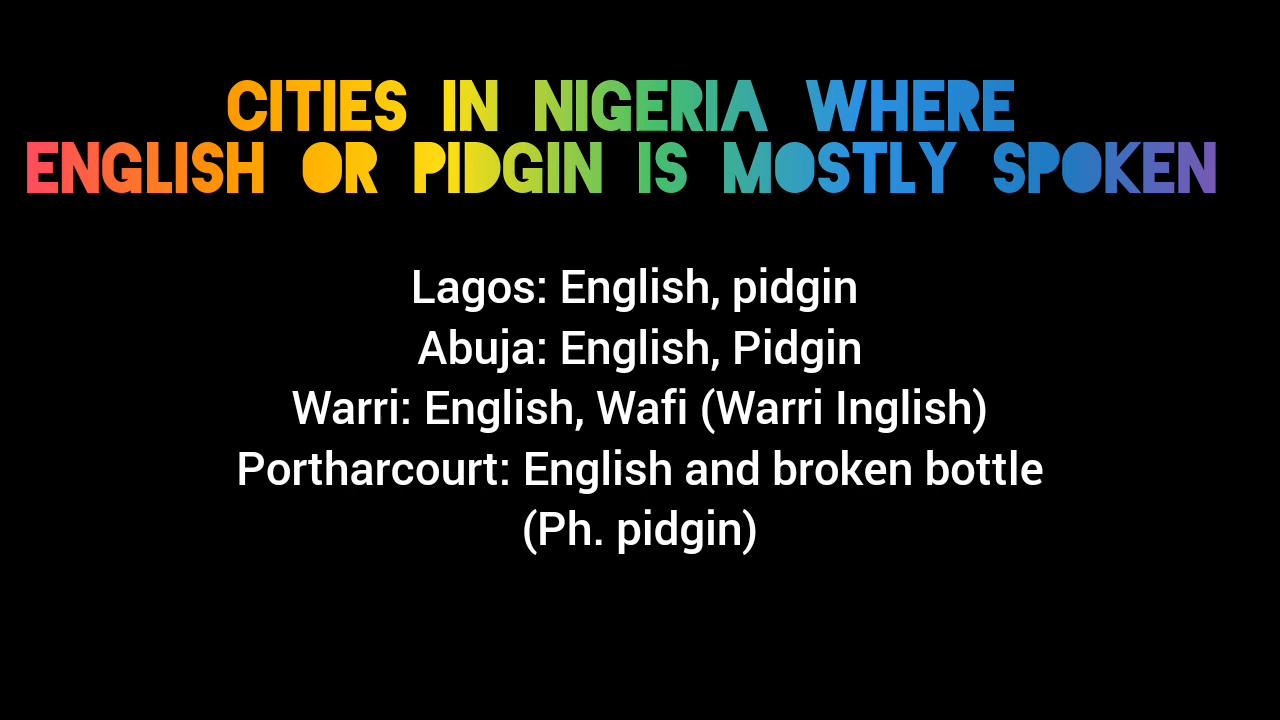 CITIES IN NIGERIA WHERE
ENGLISH OR PIDGIN IS MOSTLY SPOKEN
Lagos: English, pidgin
Abuja: English, Pidgin
Warri: English, Wafi (Warri Inglish)
Portharcourt: English and broken bottle
(Ph. pidgin)